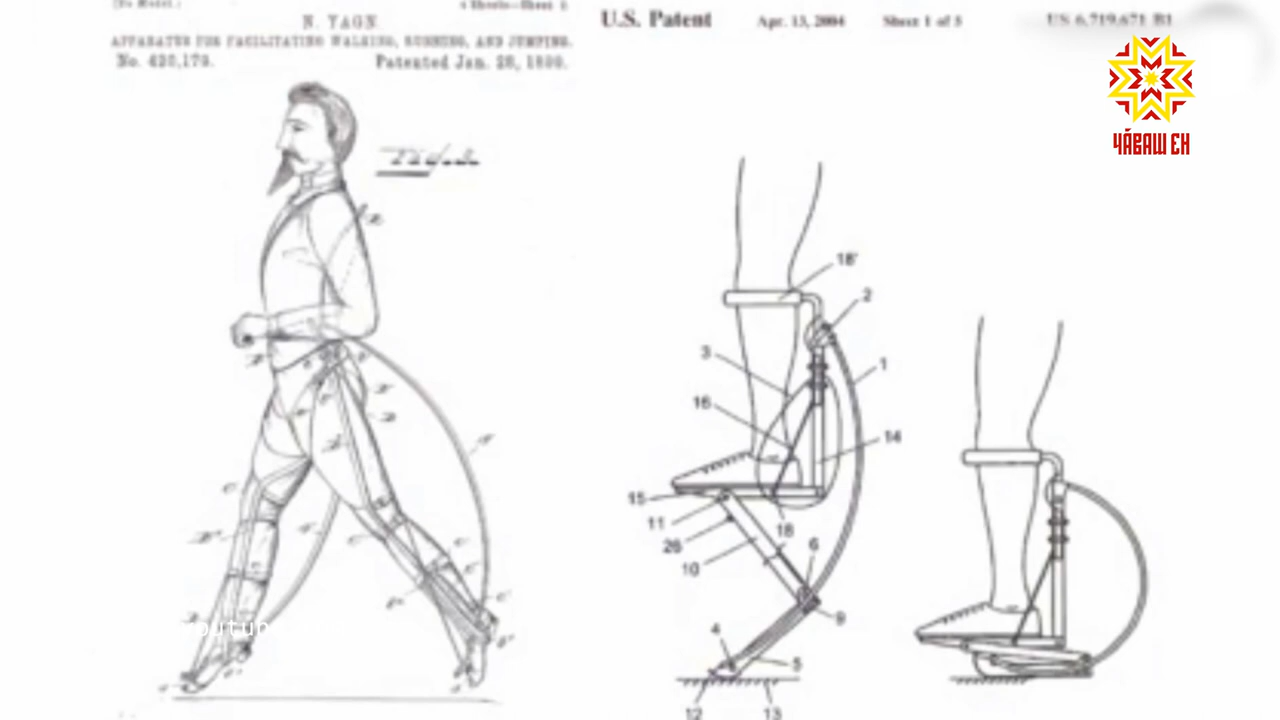 N. YAGN.
APPARATUS FOR FACILITATING WALKING, RUNNING, AND JUMPING.
No. 420,179.
Patented Jan. 28, 1890.
U.S. Patent
Apr. 13, 2004
Sheet 1 of 5
US 6,719,671 B1
ЧӐВАШ ЕН
18'
2
3
1
16
14
15
11
18
26
6
10
9
4
5
12
13